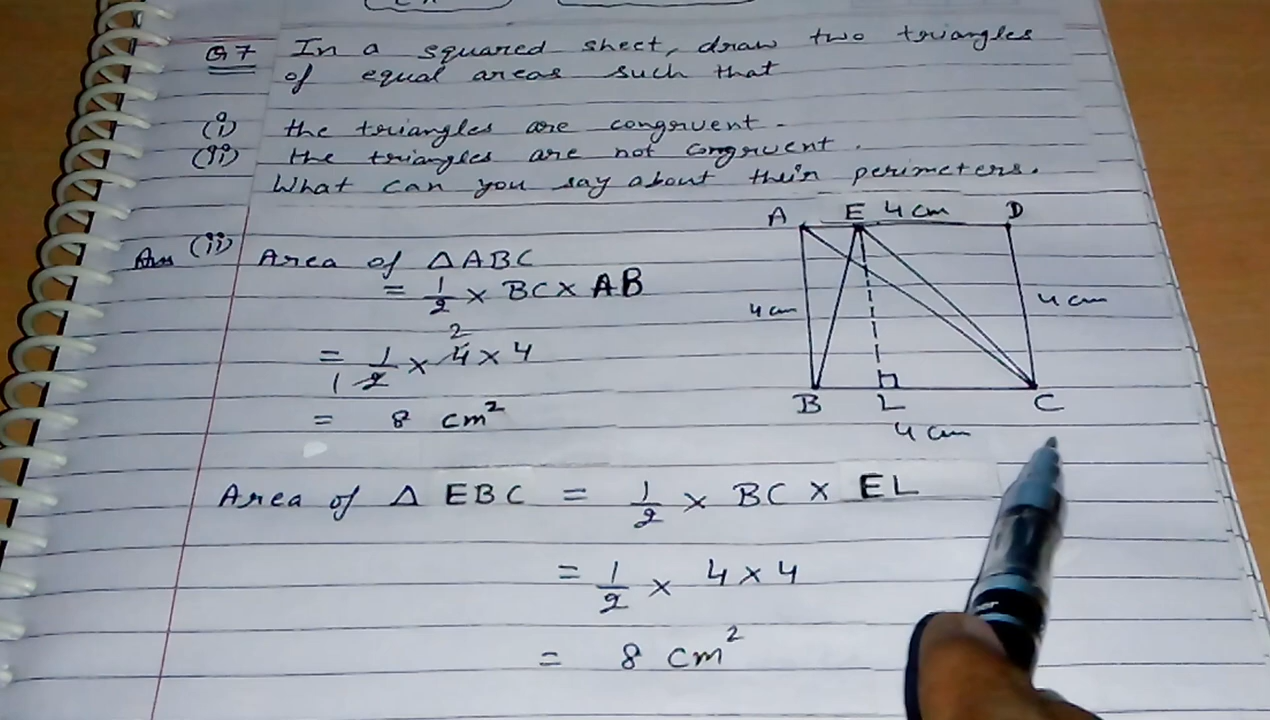 Q7 In a squared sheet, draw two triangles
of equal areas such that
(i) the triangles are congruent.
(ii) the triangles are not congruent.
What can you say about their perimeters.
A E 4 cm D
4 cm
4 cm
B L C
4 cm
Ans (ii) Area of △ABC
= 1/2 × BC × AB
= 1/2 × 4 × 4
2
1
= 8 cm²
Area of △ EBC = 1/2 × BC × EL
= 1/2 × 4 × 4
= 8 cm²